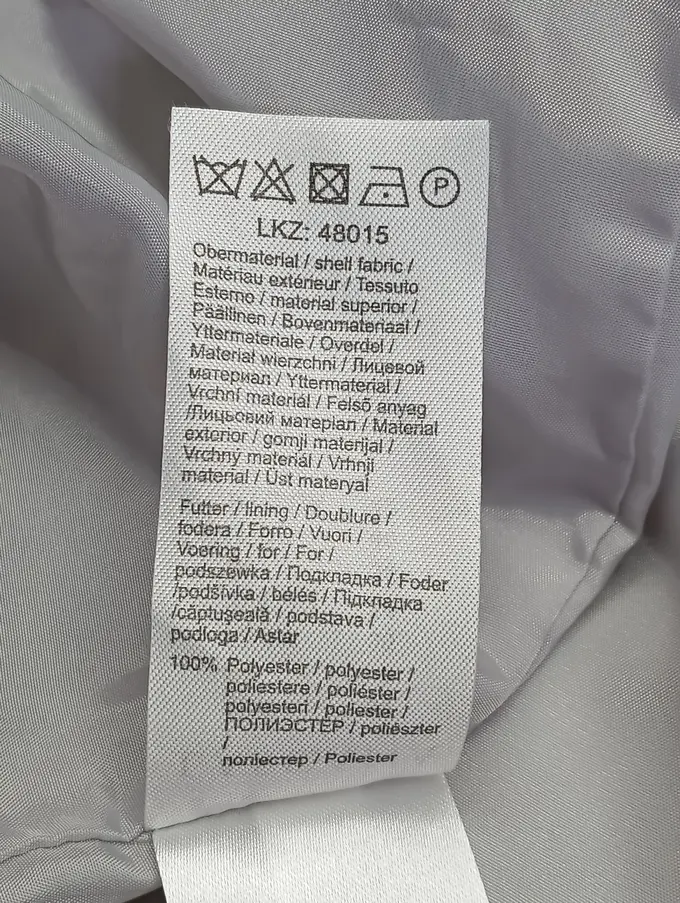 P
LKZ: 48015
Obermaterial / shell fabric /
Matériau extérieur / Tessuto
Esterno / material superior /
Päällinen / Bovenmateriaal /
Yttermateriale / Overdel /
Materiał wierzchni / Лицевой
материал / Yttermaterial /
Vrchní materiál / Felső anyag
/Лицьовий матеріал / Material
exterior / gornji materijal /
Vrchny materiál / Vrhnji
material / Üst materyal
Futter / lining / Doublure /
fodera / Forro / Vuori /
Voering / for / For /
podszewka / Подкладка / Foder
/podšívka / bélés / Підкладка
/căptuşeală / podstava /
podloga / Astar
100% Polyester / polyester /
poliestere / poliéster /
polyesteri / poliester /
ПОЛИЭСТЕР / poliészter
/
поліестер / Poliester